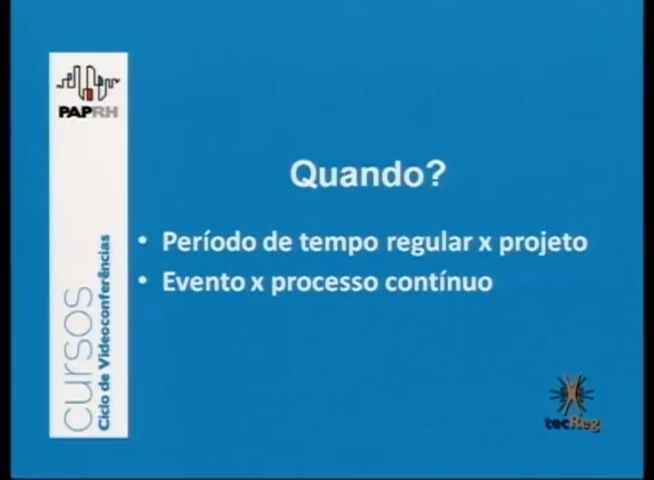 PAPRH
Quando?
• Período de tempo regular x projeto
• Evento x processo contínuo
cursos
Ciclo de Videoconferências
tecReg